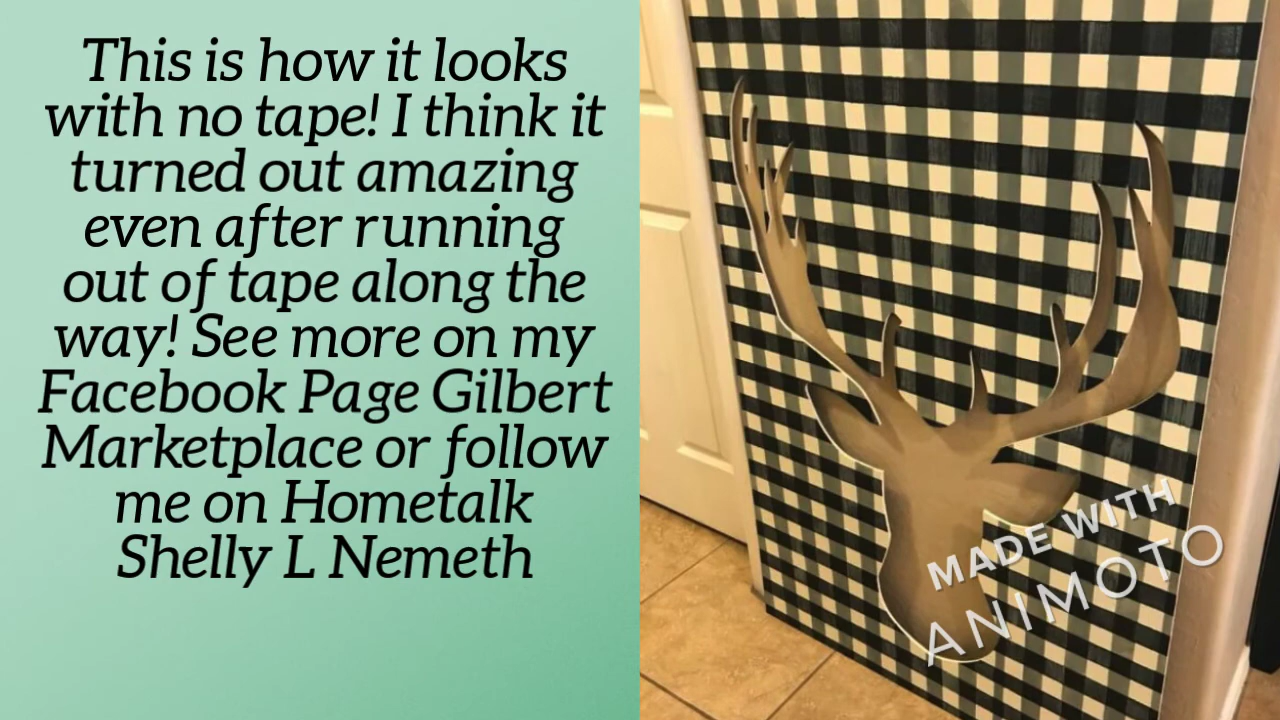 This is how it looks
with no tape! I think it
turned out amazing
even after running
out of tape along the
way! See more on my
Facebook Page Gilbert
Marketplace or follow
me on Hometalk
Shelly L Nemeth
MADE WITH
ANIMOTO